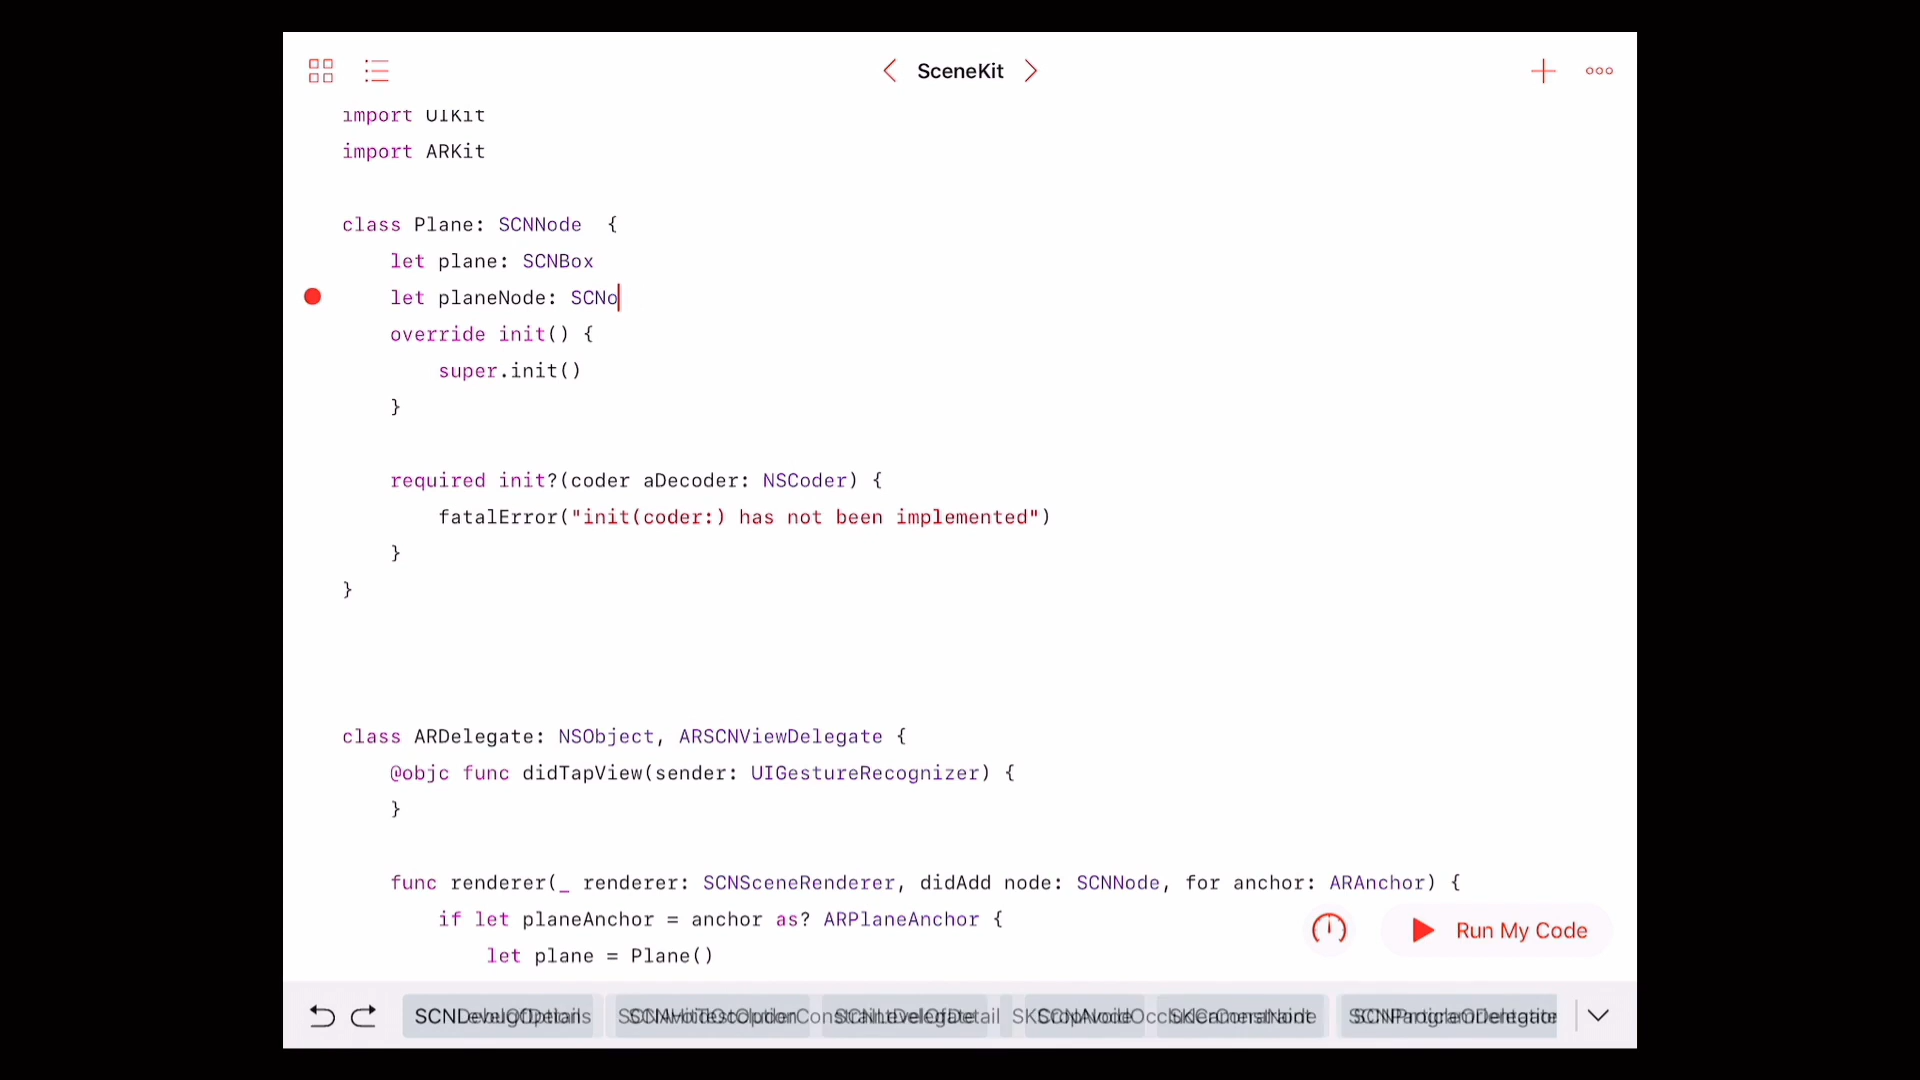 SceneKit
import UIKit
import ARKit
class Plane: SCNNode  {
    let plane: SCNBox
    let planeNode: SCNo
    override init() {
        super.init()
    }
    required init?(coder aDecoder: NSCoder) {
        fatalError("init(coder:) has not been implemented")
    }
}
class ARDelegate: NSObject, ARSCNViewDelegate {
    @objc func didTapView(sender: UIGestureRecognizer) {
    }
    func renderer(_ renderer: SCNSceneRenderer, didAdd node: SCNNode, for anchor: ARAnchor) {
        if let planeAnchor = anchor as? ARPlaneAnchor {
            let plane = Plane()
Run My Code